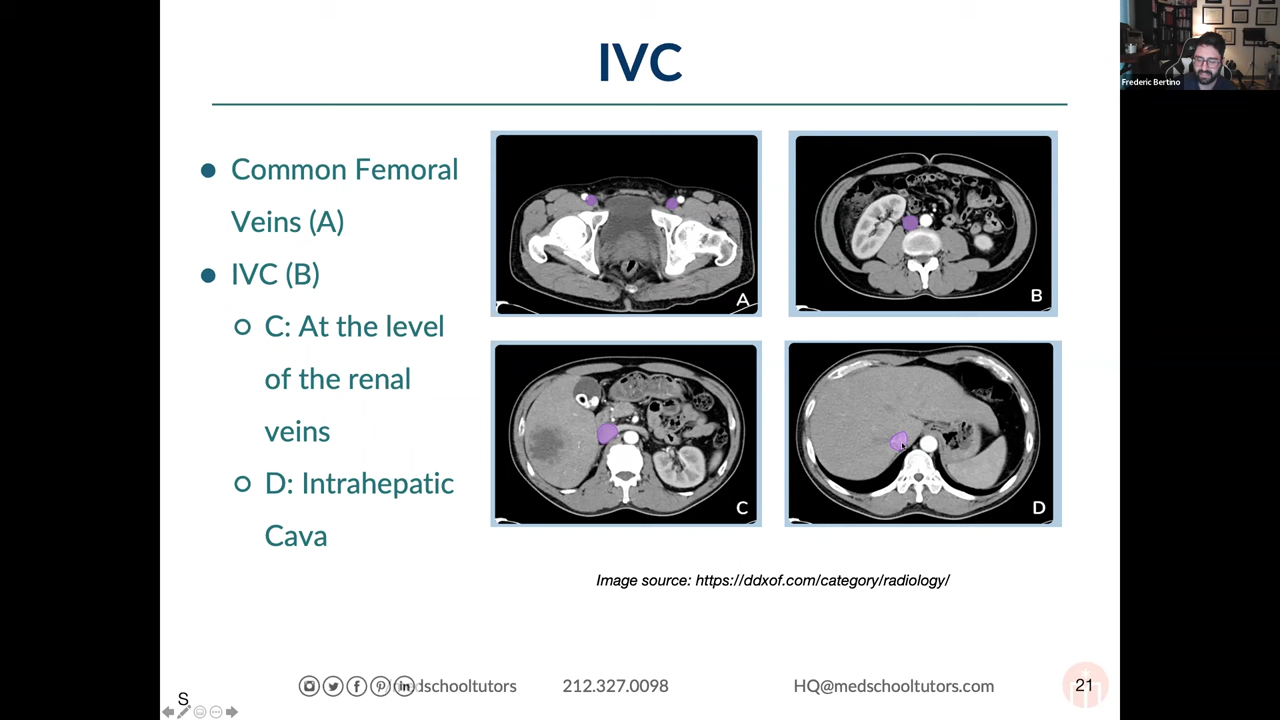 IVC
Frederic Bertino
Common Femoral
Veins (A)
IVC (B)
C: At the level
of the renal
veins
D: Intrahepatic
Cava
A
B
C
D
Image source: https://ddxof.com/category/radiology/
S
dschooltutors
212.327.0098
HQ@medschooltutors.com
21